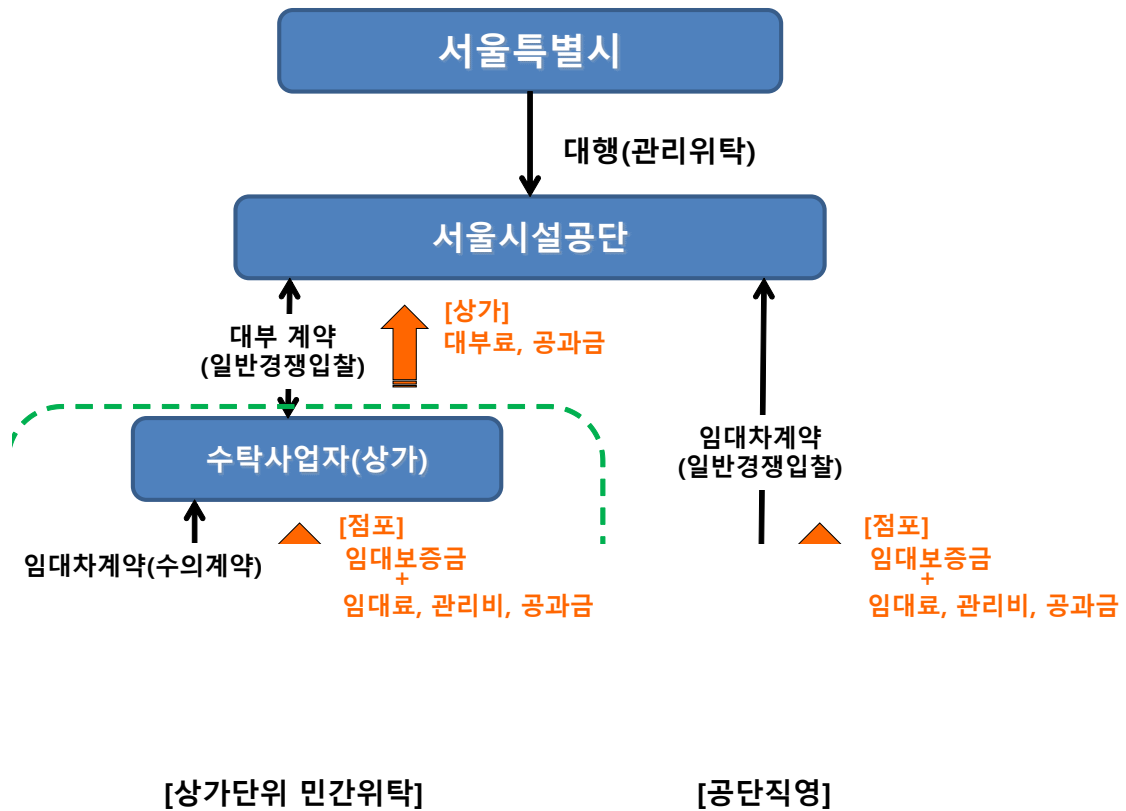 서울특별시
대행(관리위탁)
서울시설공단
대부 계약
(일반경쟁입찰)
[상가]
대부료, 공과금
수탁사업자(상가)
임대차계약
(일반경쟁입찰)
임대차계약(수의계약)
[점포]
임대보증금
+
임대료, 관리비, 공과금
[점포]
임대보증금
+
임대료, 관리비, 공과금
[상가단위 민간위탁]
[공단직영]